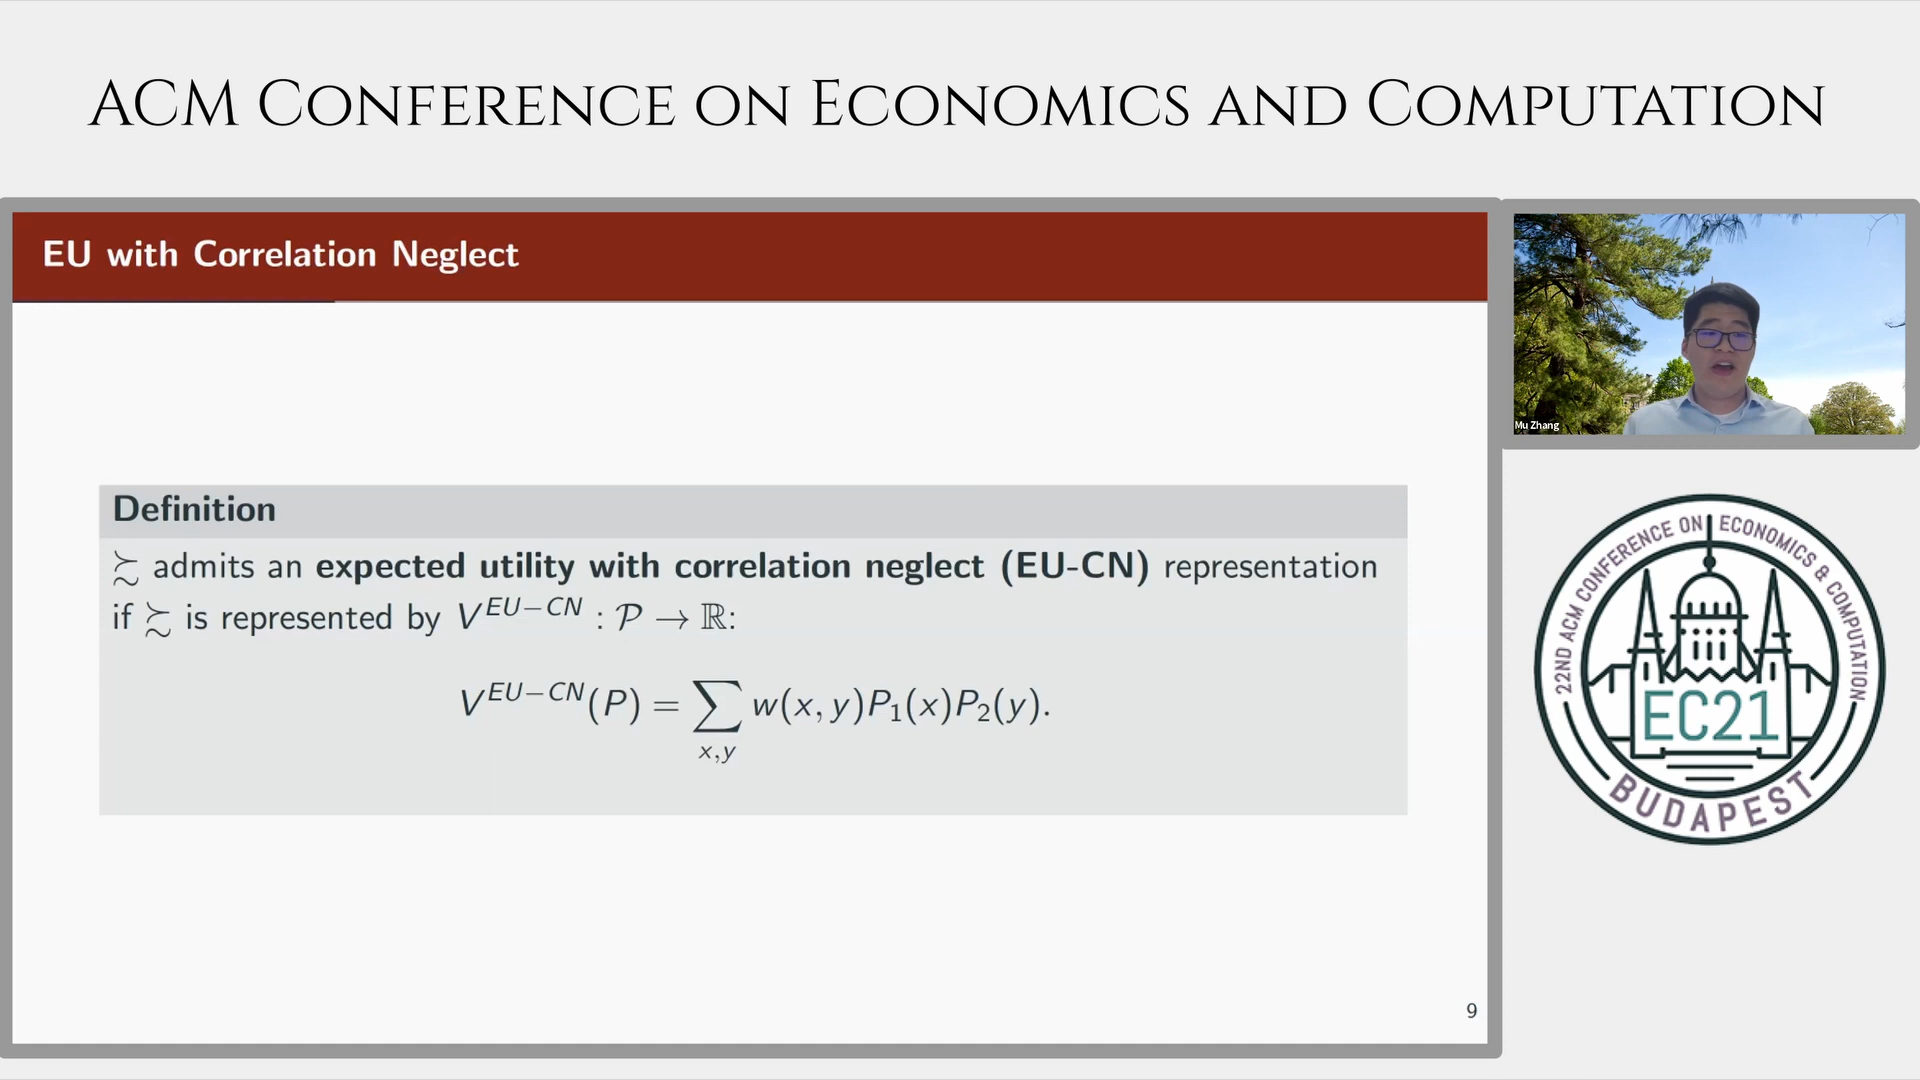 ACM CONFERENCE ON ECONOMICS AND COMPUTATION
EU with Correlation Neglect
Definition
≿ admits an expected utility with correlation neglect (EU-CN) representation
if ≿ is represented by V^{EU−CN} : 𝒫 → ℝ:
V^{EU−CN}(P) = ∑_{x,y} w(x, y)P₁(x)P₂(y).
9
Mu Zhang
22ND ACM CONFERENCE ON ECONOMICS & COMPUTATION
EC21
BUDAPEST